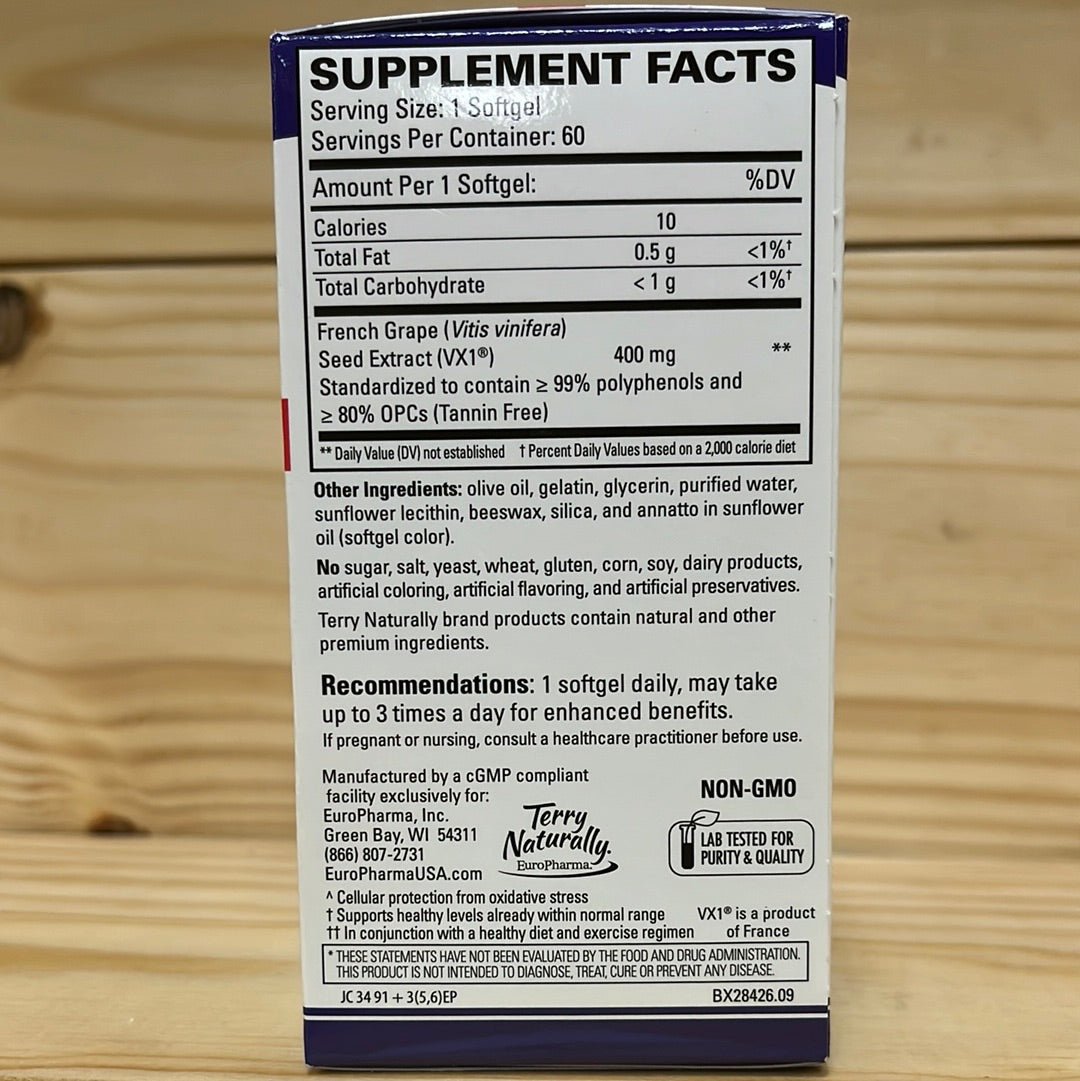 SUPPLEMENT FACTS
Serving Size: 1 Softgel
Servings Per Container: 60
Amount Per 1 Softgel: %DV
Calories 10
Total Fat 0.5 g <1%†
Total Carbohydrate < 1 g <1%†
French Grape (Vitis vinifera)
Seed Extract (VX1®) 400 mg **
Standardized to contain ≥ 99% polyphenols and
≥ 80% OPCs (Tannin Free)
** Daily Value (DV) not established † Percent Daily Values based on a 2,000 calorie diet
Other Ingredients: olive oil, gelatin, glycerin, purified water,
sunflower lecithin, beeswax, silica, and annatto in sunflower
oil (softgel color).
No sugar, salt, yeast, wheat, gluten, corn, soy, dairy products,
artificial coloring, artificial flavoring, and artificial preservatives.
Terry Naturally brand products contain natural and other
premium ingredients.
Recommendations: 1 softgel daily, may take
up to 3 times a day for enhanced benefits.
If pregnant or nursing, consult a healthcare practitioner before use.
Manufactured by a cGMP compliant
facility exclusively for:
EuroPharma, Inc.
Green Bay, WI 54311
(866) 807-2731
EuroPharmaUSA.com
Terry
Naturally.
EuroPharma.
NON-GMO
LAB TESTED FOR
PURITY & QUALITY
^ Cellular protection from oxidative stress
† Supports healthy levels already within normal range
†† In conjunction with a healthy diet and exercise regimen
VX1® is a product
of France
* THESE STATEMENTS HAVE NOT BEEN EVALUATED BY THE FOOD AND DRUG ADMINISTRATION.
THIS PRODUCT IS NOT INTENDED TO DIAGNOSE, TREAT, CURE OR PREVENT ANY DISEASE.
JC 34 91 + 3(5,6)EP
BX28426.09